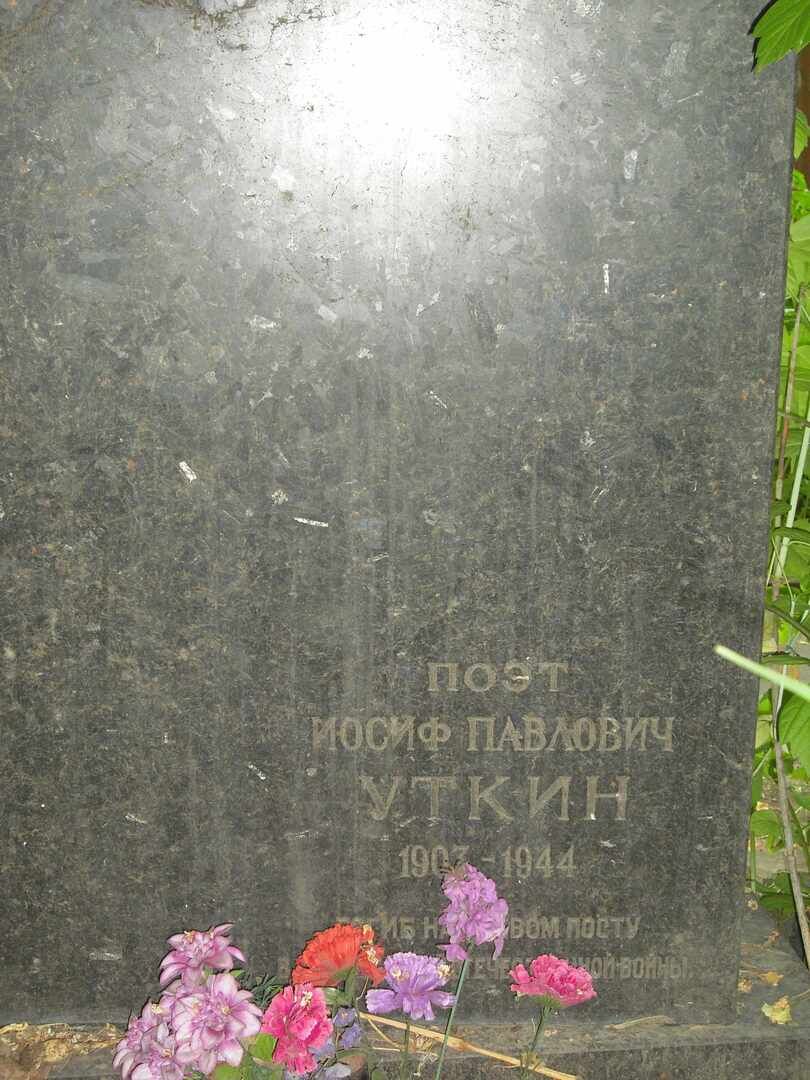 ПОЭТ
ИОСИФ ПАВЛОВИЧ
УТКИН
1903 - 1944
ПОСТУ
ВОЙНЫ.